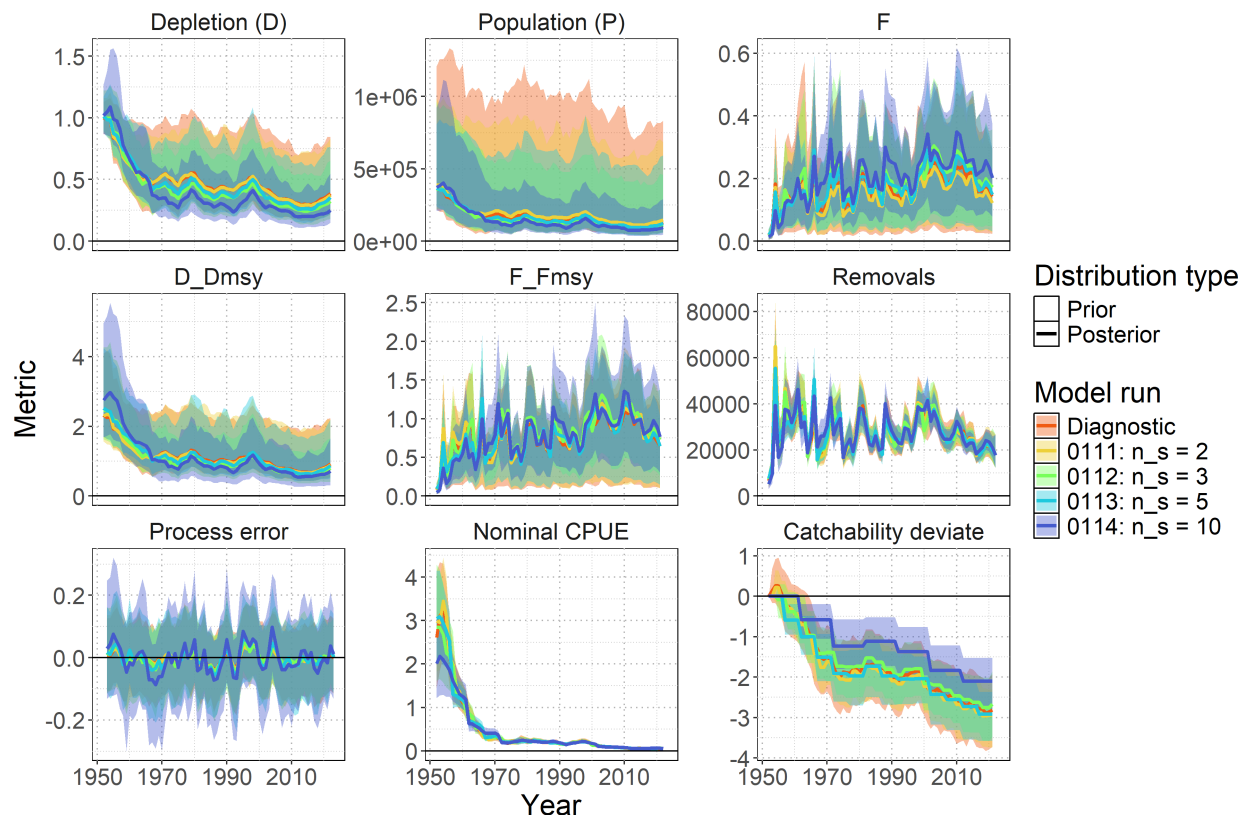 Depletion (D)
Population (P)
F
1.5
1.0
0.5
0.0
1e+06
5e+05
0e+00
0.6
0.4
0.2
0.0
D_Dmsy
F_Fmsy
Removals
4
2
0
2.5
2.0
1.5
1.0
0.5
0.0
80000
60000
40000
20000
0
Process error
Nominal CPUE
Catchability deviate
0.2
0.0
-0.2
4
3
2
1
0
1
0
-1
-2
-3
-4
1950
1970
1990
2010
1950
1970
1990
2010
1950
1970
1990
2010
Metric
Year
Distribution type
Prior
Posterior
Model run
Diagnostic
0111: n_s = 2
0112: n_s = 3
0113: n_s = 5
0114: n_s = 10